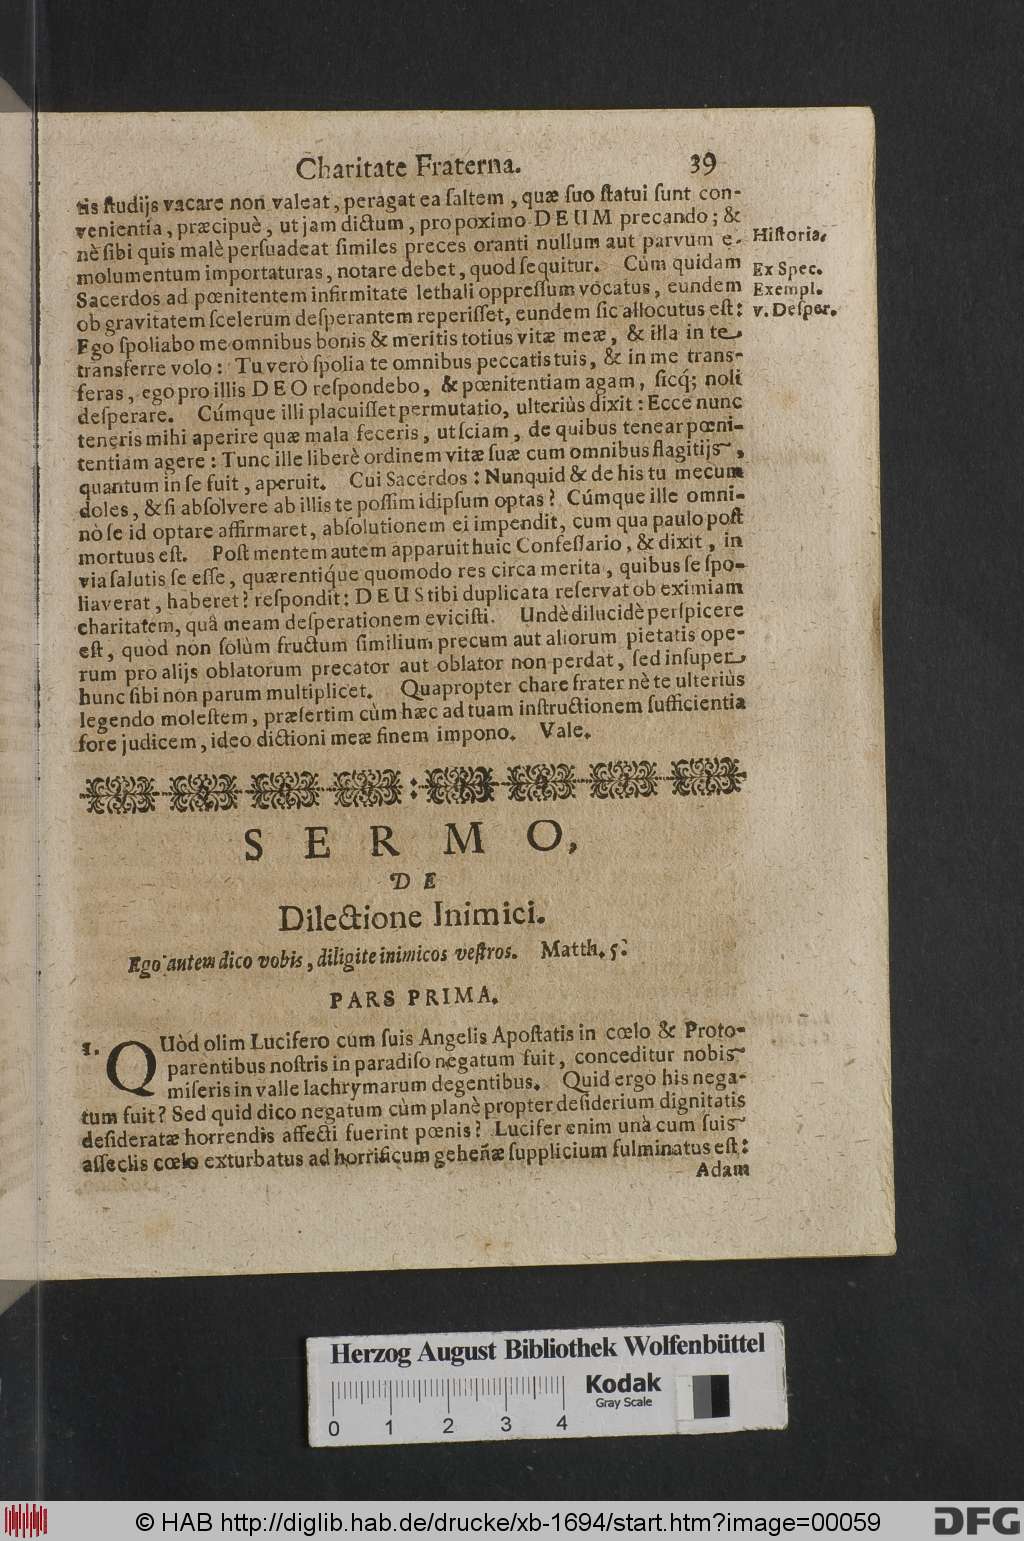 Charitate Fraterna. 39
tis ſtudijs vacare non valeat, peragat ea ſaltem, quæ ſuo ſtatui ſunt con-
venientia, præcipuè, ut jam dictum, pro poximo DEUM precando; &
nè ſibi quis malè perſuadeat ſimiles preces oranti nullum aut parvum e-
molumentum importaturas, notare debet, quod ſequitur. Cùm quidam
Sacerdos ad pœnitentem infirmitate lethali oppreſſum vocatus, eundem
ob gravitatem ſcelerum deſperantem reperiſſet, eundem ſic allocutus eſt:
Ego ſpoliabo me omnibus bonis & meritis totius vitæ meæ, & illa in te
transferre volo: Tu verò ſpolia te omnibus peccatis tuis, & in me trans-
feras, ego pro illis DEO reſpondebo, & pœnitentiam agam, ſicq́; noli
deſperare. Cúmque illi placuiſſet permutatio, ulteriùs dixit: Ecce nunc
teneris mihi aperire quæ mala feceris, ut ſciam, de quibus tenear pœni-
tentiam agere: Tunc ille liberè ordinem vitæ ſuæ cum omnibus flagitijs,
quantum in ſe fuit, aperuit. Cui Sacerdos: Nunquid & de his tu mecum
doles, & ſi abſolvere ab illis te poſſim id ipſum optas? Cúmque ille omni-
nò ſe id optare affirmaret, abſolutionem ei impendit, cum qua paulo poſt
mortuus eſt. Poſt mentem autem apparuit huic Confeſſario, & dixit, in
via ſalutis ſe eſſe, quærentiq́ue quomodo res circa merita, quibus ſe ſpo-
liaverat, haberet? reſpondit: DEUS tibi duplicata reſervat ob eximiam
charitatem, quâ meam deſperationem eviciſti. Undè dilucidè perſpicere
eſt, quod non ſolùm fructum ſimilium precum aut aliorum pietatis ope-
rum pro alijs oblatorum precator aut oblator non perdat, ſed inſuper
hunc ſibi non parum multiplicet. Quapropter chare frater nè te ulteriùs
legendo moleſtem, præſertim cùm hæc ad tuam inſtructionem ſufficientia
fore judicem, ideo dictioni meæ finem impono. Vale.
Hiſtoria.
Ex Spec.
Exempl.
v. Deſper.
SERMO,
DE
Dilectione Inimici.
Ego autem dico vobis, diligite inimicos veſtros. Matth. 5.
PARS PRIMA.
1. QUòd olim Lucifero cum ſuis Angelis Apoſtatis in cœlo & Proto-
parentibus noſtris in paradiſo negatum fuit, conceditur nobis
miſeris in valle lachrymarum degentibus. Quid ergo his nega-
tum fuit? Sed quid dico negatum cùm planè propter deſiderium dignitatis
deſideratæ horrendis affecti fuerint pœnis? Lucifer enim unà cum ſuis
aſſeclis cœlo exturbatus ad horrificum geheñæ ſupplicium fulminatus eſt:
Adam
Herzog August Bibliothek Wolfenbüttel
Kodak
Gray Scale
0 1 2 3 4
© HAB http://diglib.hab.de/drucke/xb-1694/start.htm?image=00059
DFG